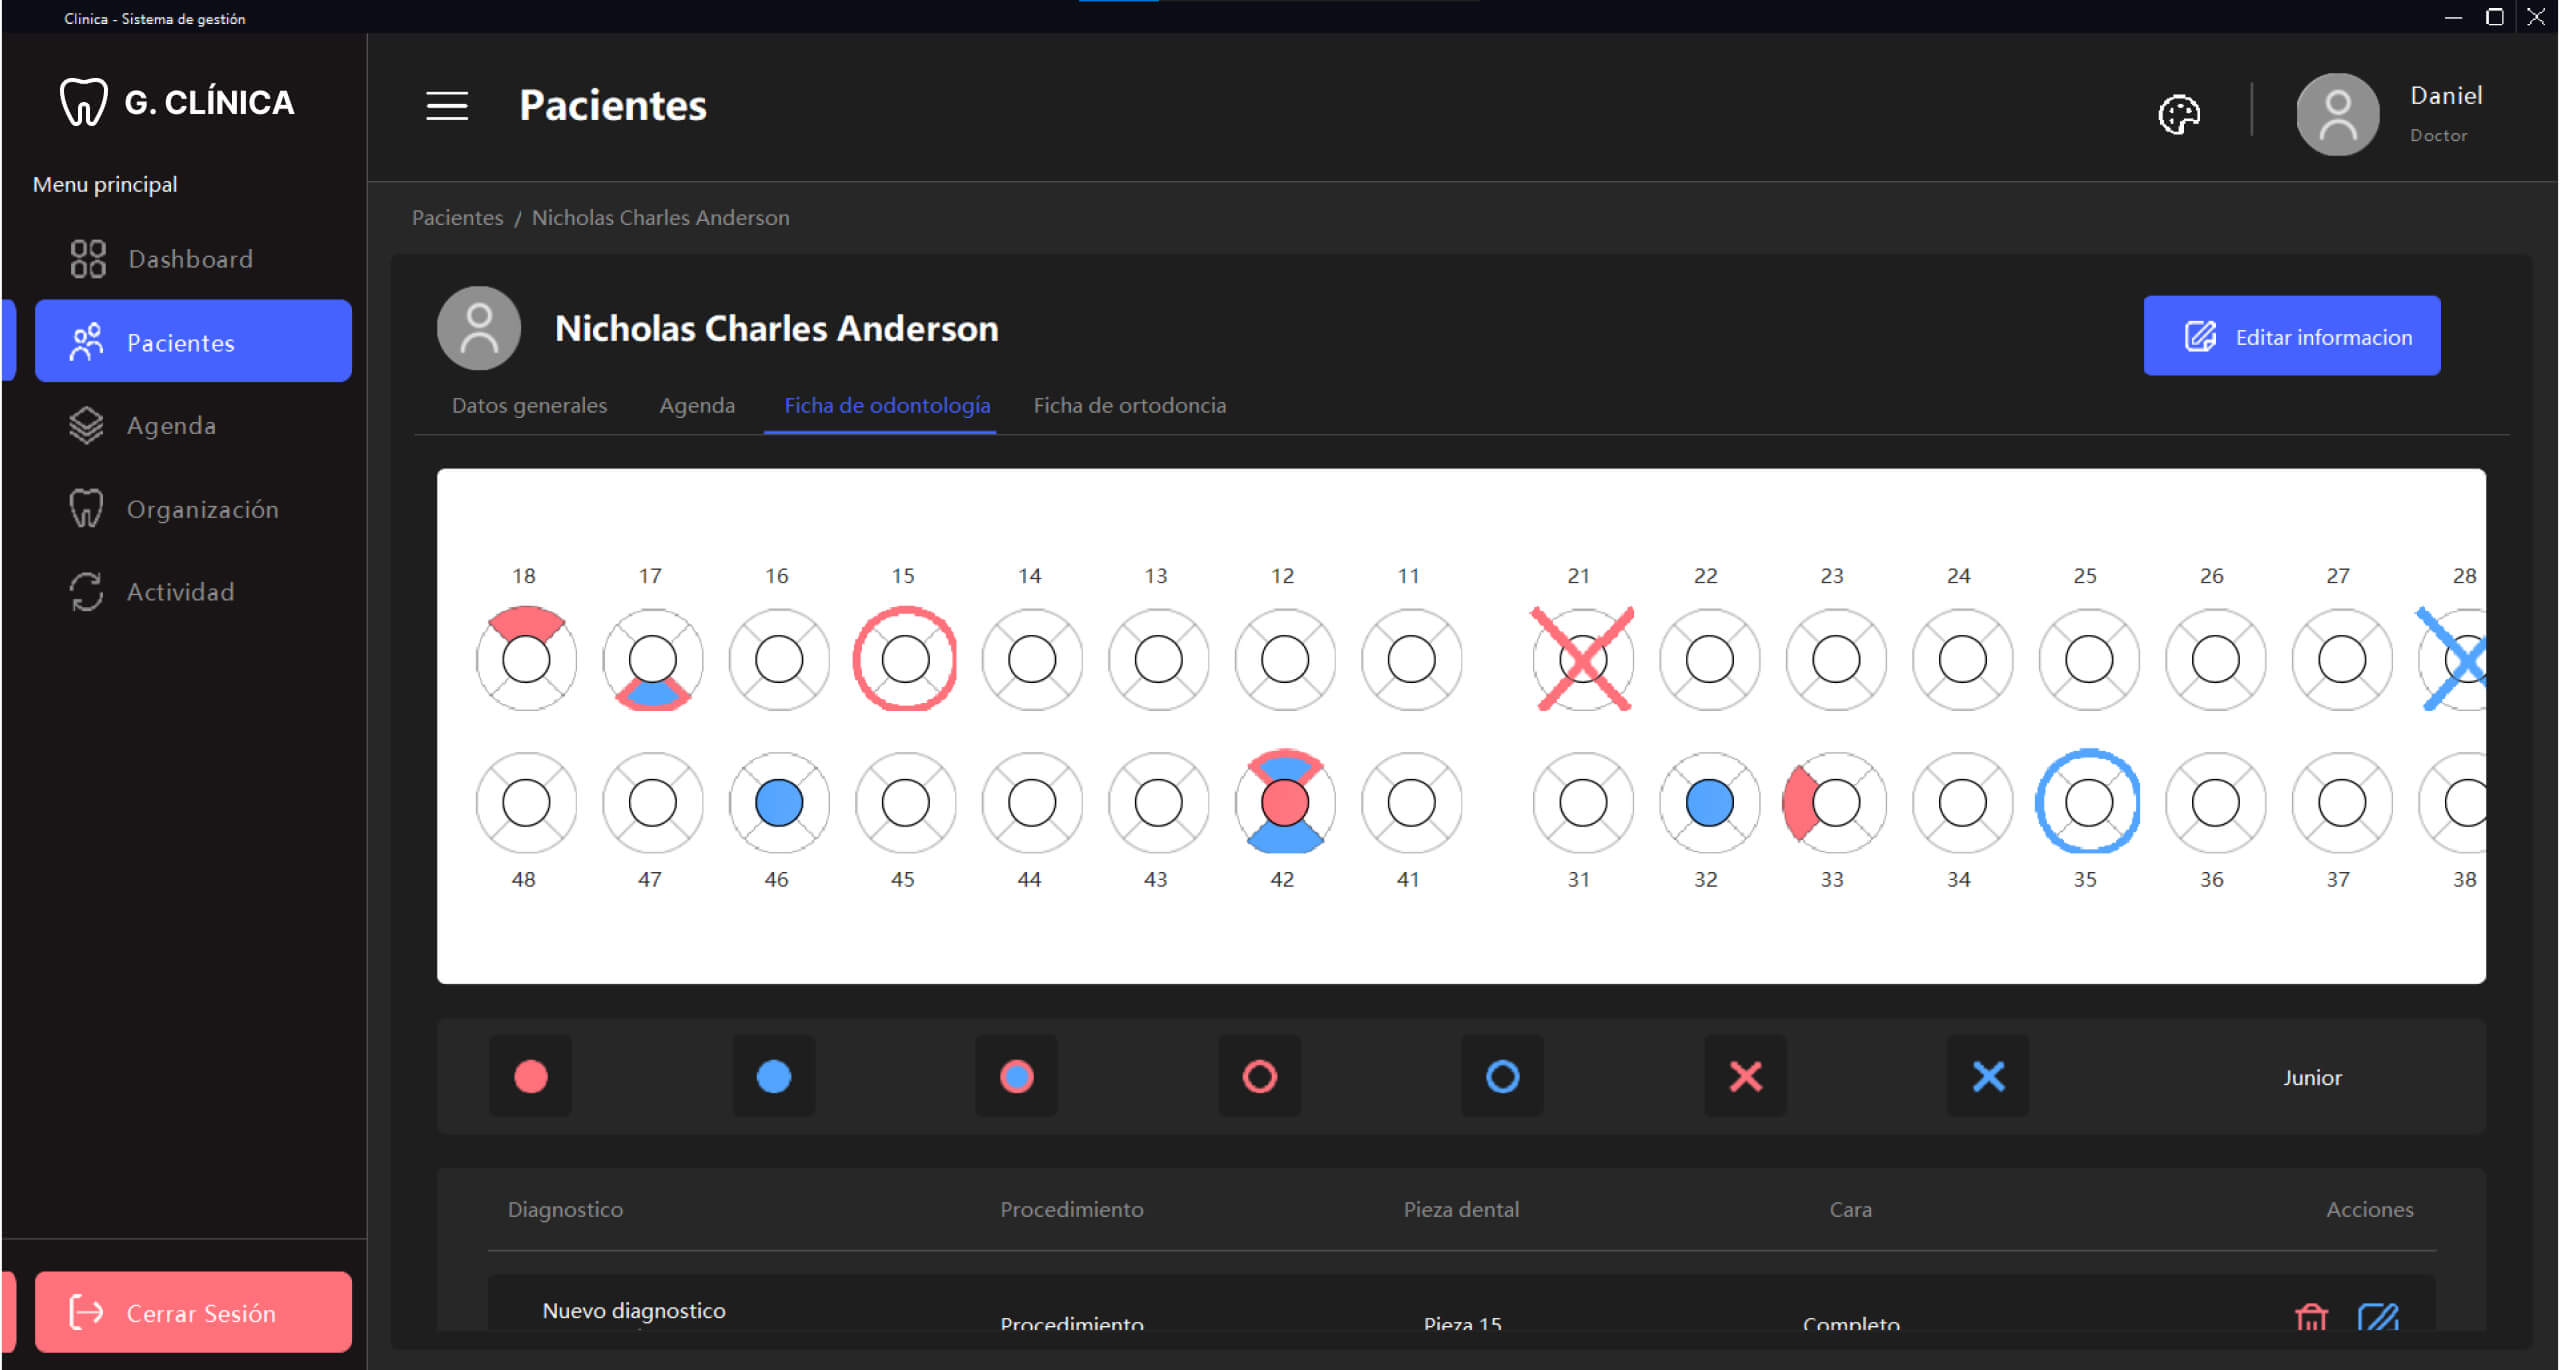 Clinica - Sistema de gestión
G. CLÍNICA
Menu principal
Dashboard
Pacientes
Agenda
Organización
Actividad
Cerrar Sesión
Pacientes
Daniel
Doctor
Pacientes / Nicholas Charles Anderson
Nicholas Charles Anderson
Editar informacion
Datos generales Agenda Ficha de odontología Ficha de ortodoncia
18 17 16 15 14 13 12 11 21 22 23 24 25 26 27 28
48 47 46 45 44 43 42 41 31 32 33 34 35 36 37 38
Junior
Diagnostico Procedimiento Pieza dental Cara Acciones
Nuevo diagnostico Procedimiento Pieza 15 Completo